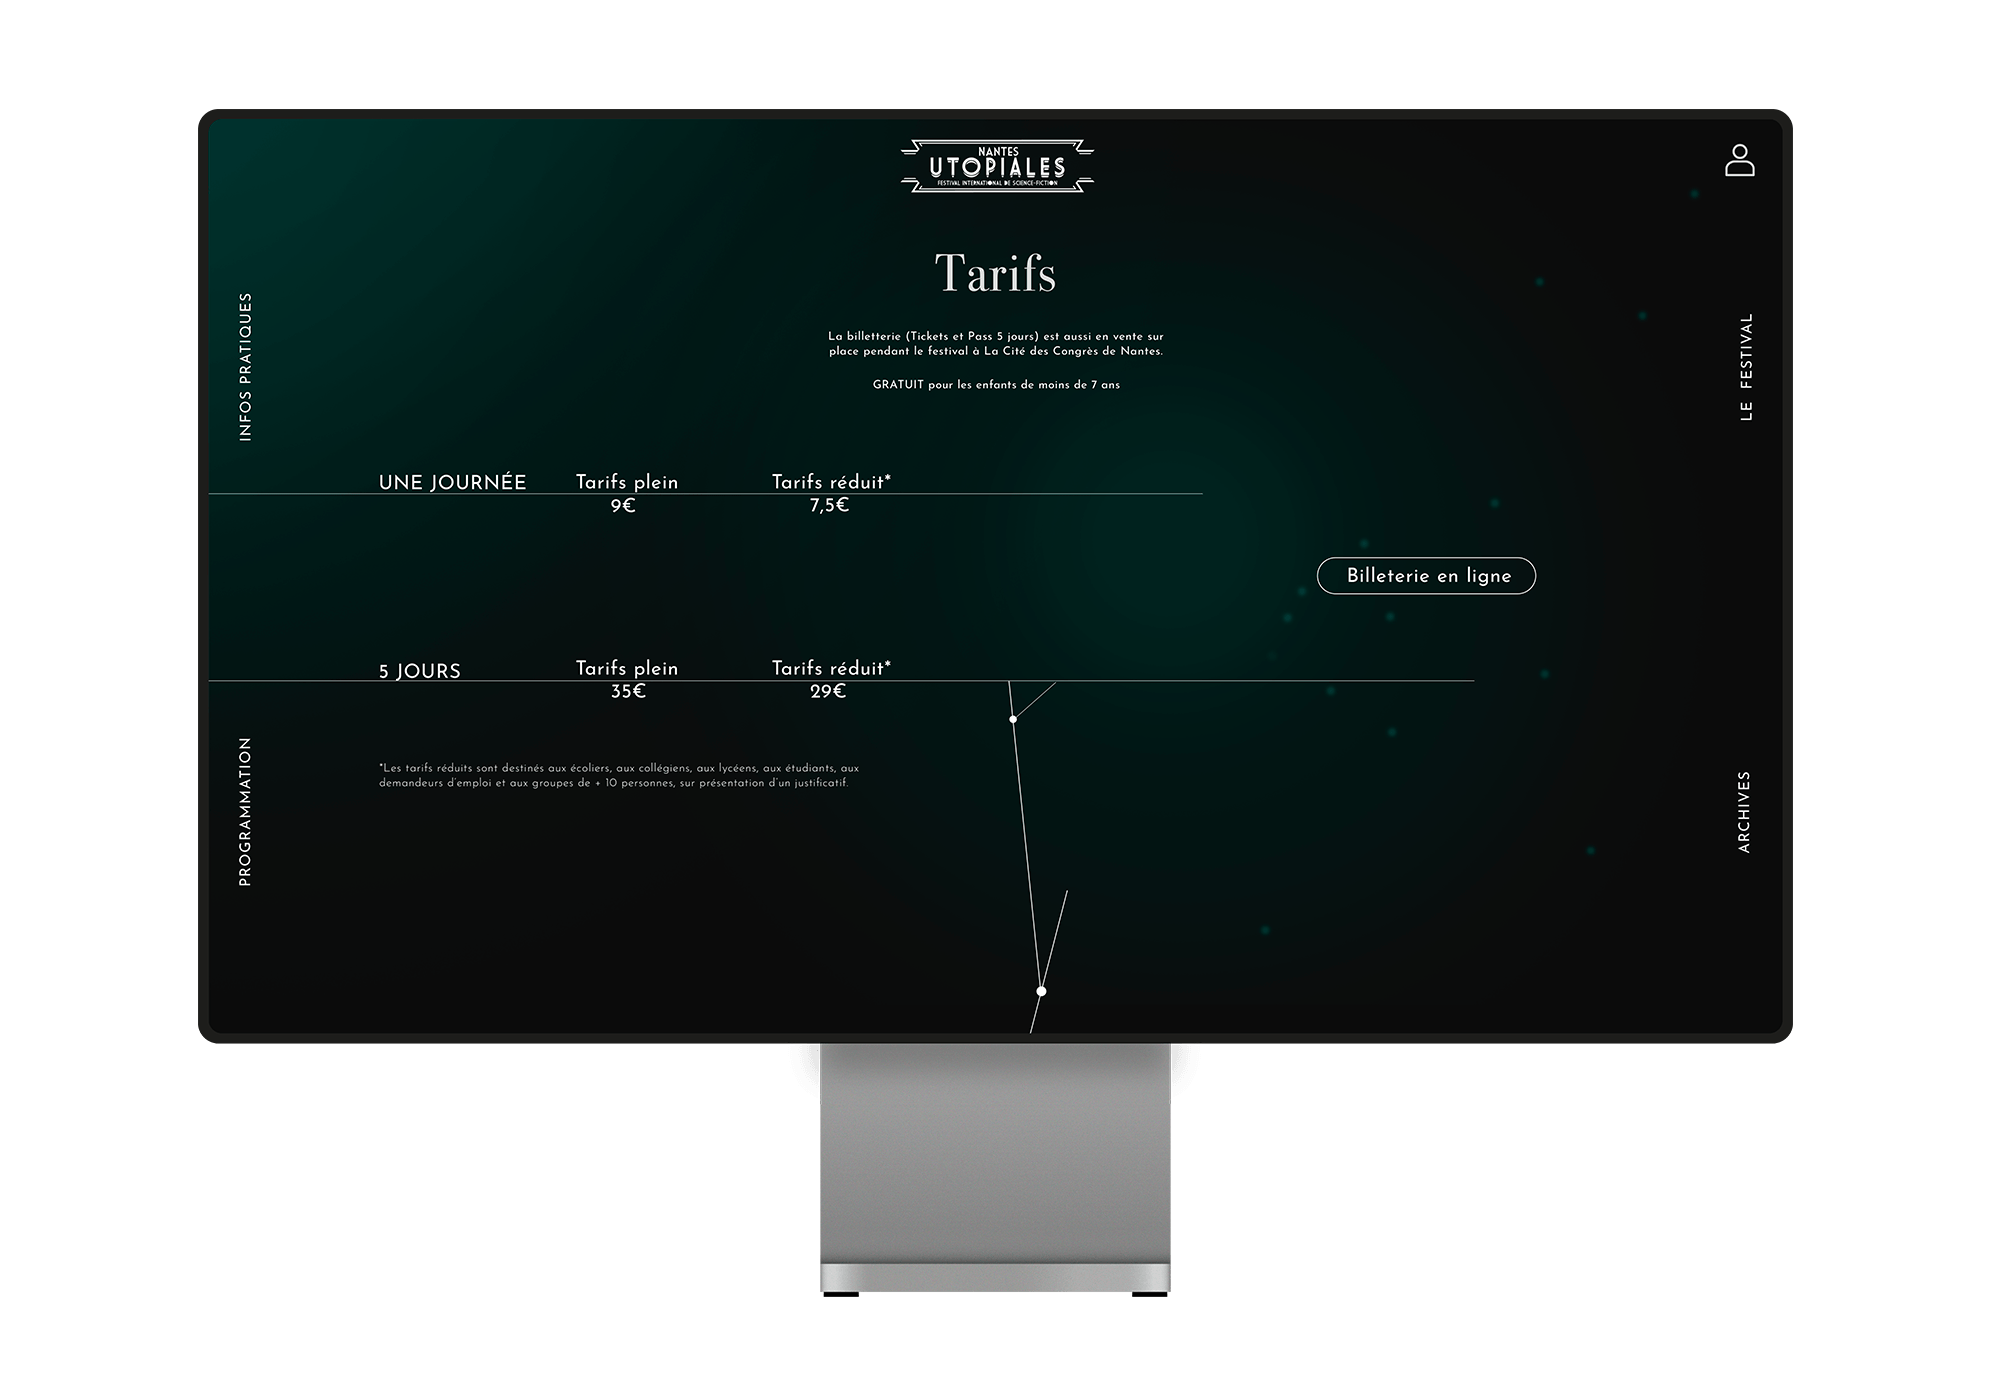 NANTES
UTOPIALES
FESTIVAL INTERNATIONAL DE SCIENCE-FICTION
Tarifs
La billetterie (Tickets et Pass 5 jours) est aussi en vente sur
place pendant le festival à La Cité des Congrès de Nantes.
GRATUIT pour les enfants de moins de 7 ans
INFOS PRATIQUES
LE FESTIVAL
UNE JOURNÉE Tarifs plein Tarifs réduit*
9€ 7,5€
Billeterie en ligne
5 JOURS Tarifs plein Tarifs réduit*
35€ 29€
*Les tarifs réduits sont destinés aux écoliers, aux collégiens, aux lycéens, aux étudiants, aux
demandeurs d'emploi et aux groupes de + 10 personnes, sur présentation d'un justificatif.
PROGRAMMATION
ARCHIVES